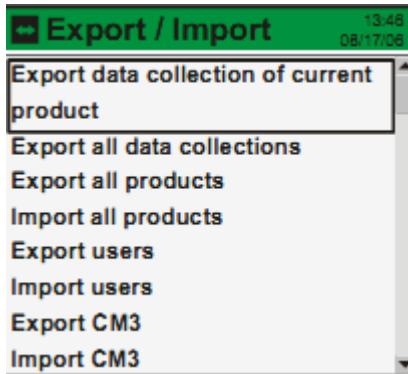 Export / Import
13:46
08/17/06
Export data collection of current
product
Export all data collections
Export all products
Import all products
Export users
Import users
Export CM3
Import CM3